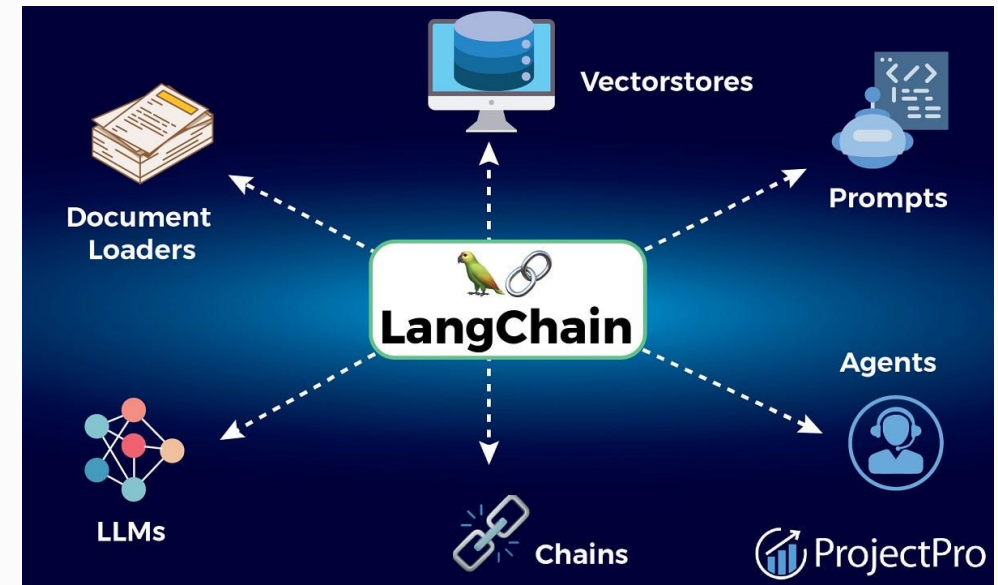 Vectorstores
Prompts
Document
Loaders
LangChain
Agents
LLMs
Chains
ProjectPro